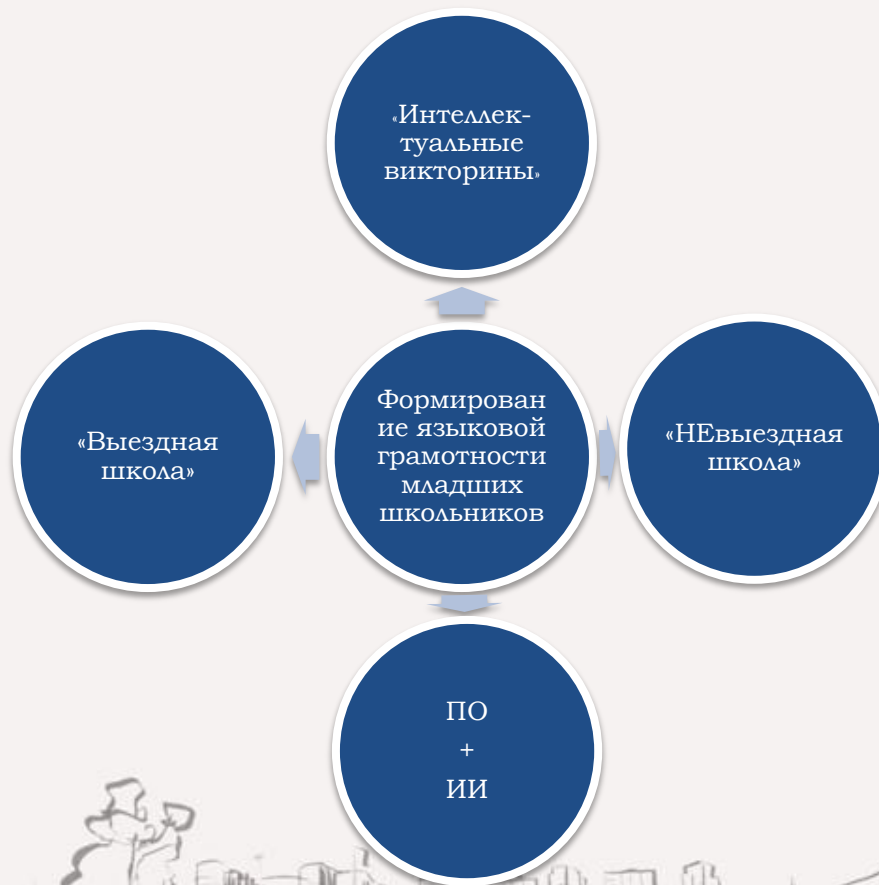 «Интеллек-
туальные
викторины»
«Выездная
школа»
Формирован
ие языковой
грамотности
младших
школьников
«НЕвыездная
школа»
ПО
+
ИИ